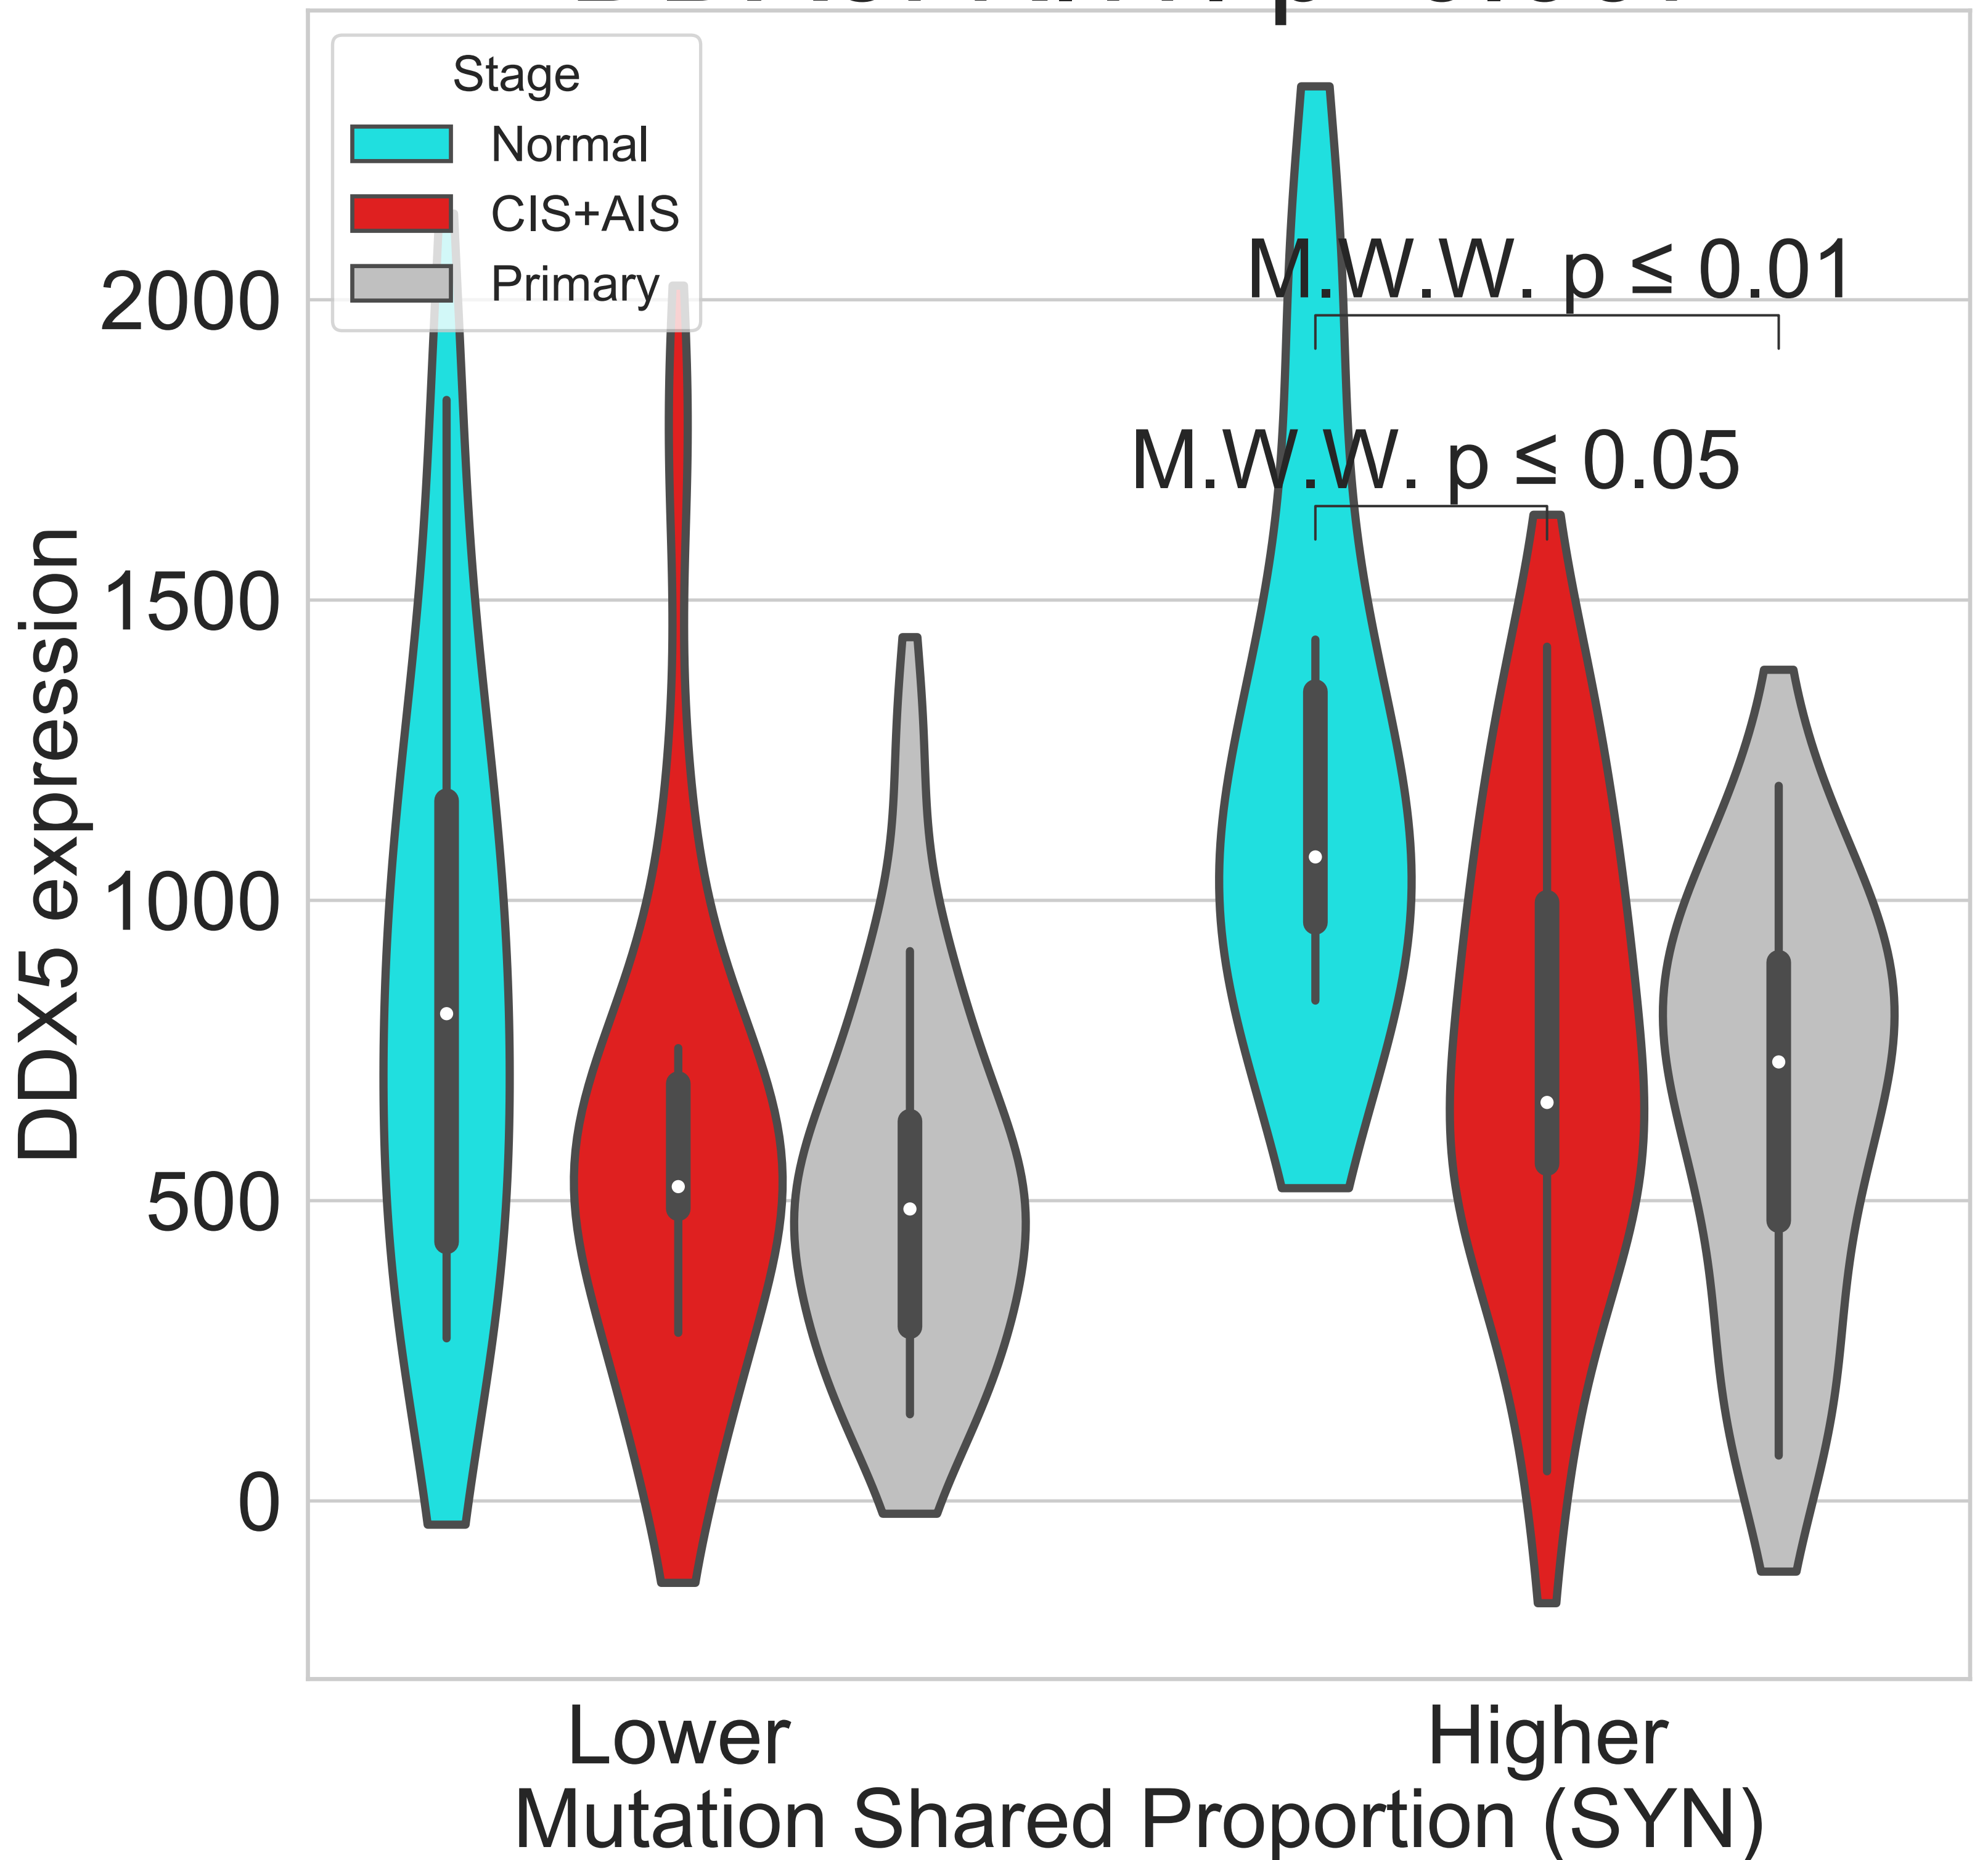 Stage
Normal
CIS+AIS
Primary
M.W.W. p ≤ 0.01
M.W.W. p ≤ 0.05
2000
1500
1000
500
0
DDX5 expression
Lower
Higher
Mutation Shared Proportion (SYN)